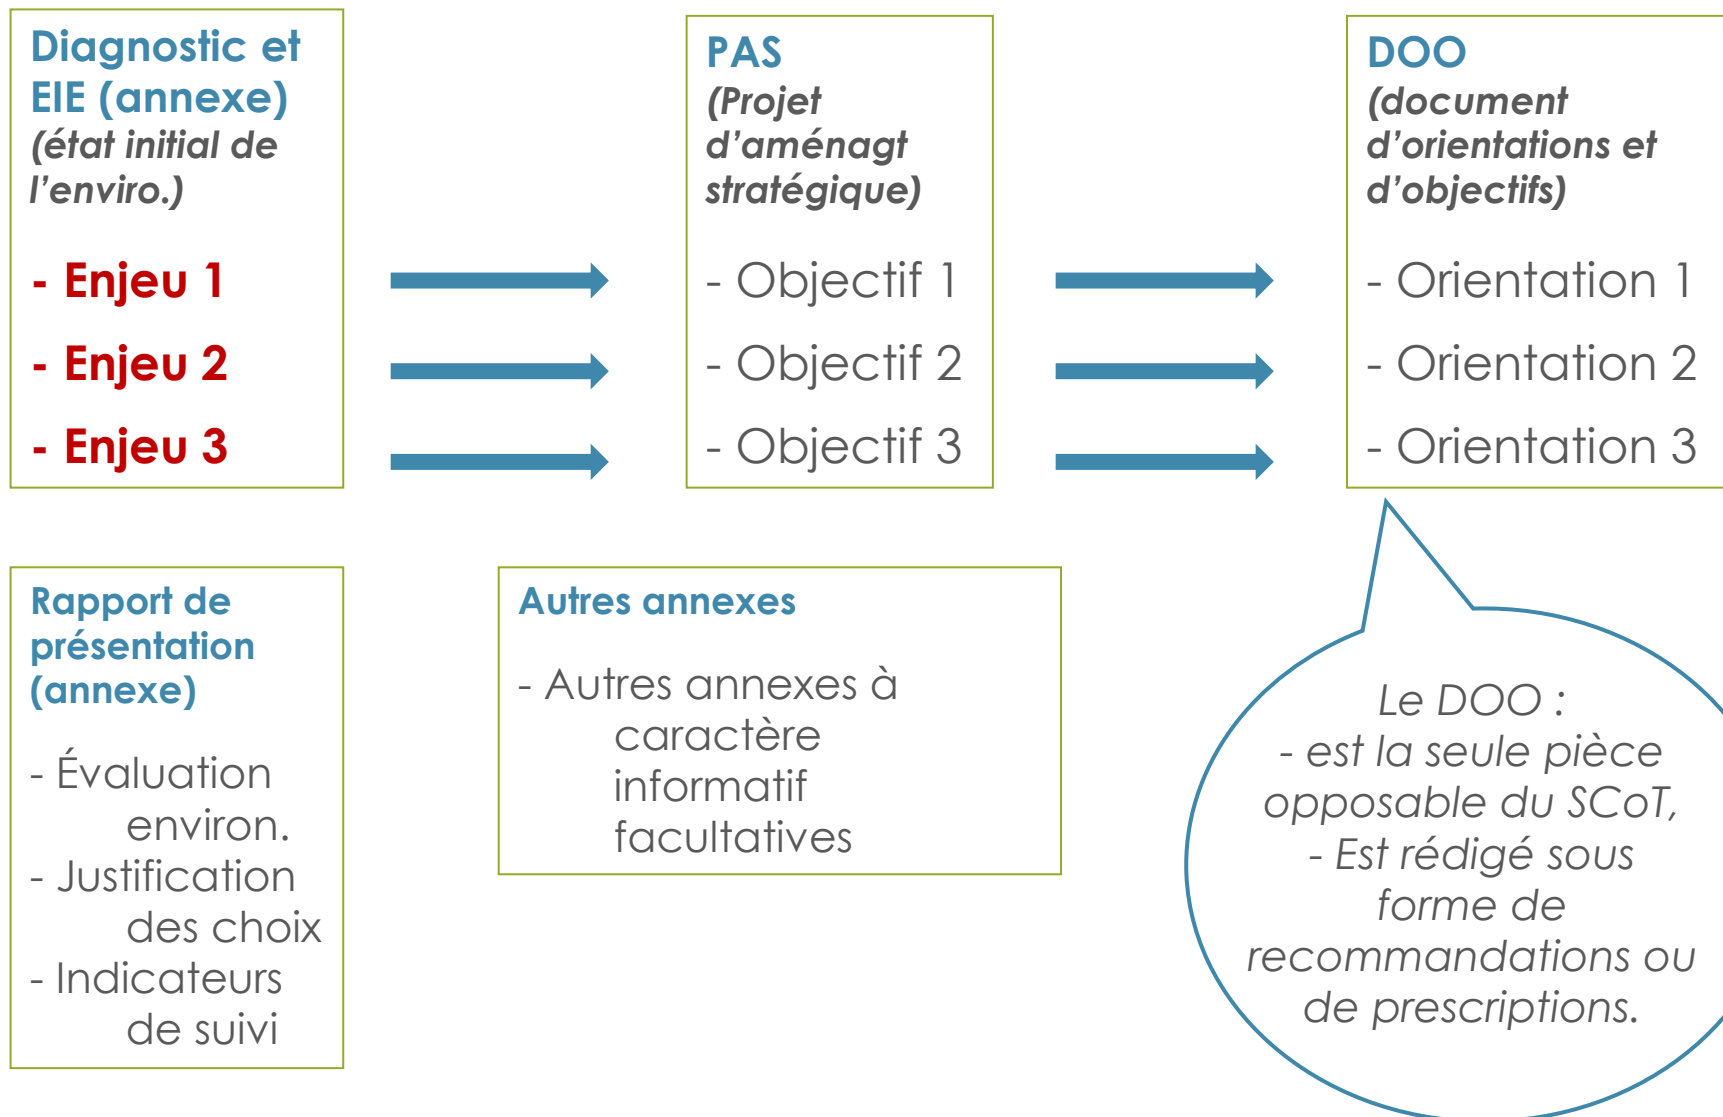 Diagnostic et
EIE (annexe)
(état initial de
l’enviro.)
- Enjeu 1
- Enjeu 2
- Enjeu 3
PAS
(Projet
d’aménagt
stratégique)
- Objectif 1
- Objectif 2
- Objectif 3
DOO
(document
d’orientations et
d’objectifs)
- Orientation 1
- Orientation 2
- Orientation 3
Rapport de
présentation
(annexe)
- Évaluation
environ.
- Justification
des choix
- Indicateurs
de suivi
Autres annexes
- Autres annexes à
caractère
informatif
facultatives
Le DOO :
- est la seule pièce
opposable du SCoT,
- Est rédigé sous
forme de
recommandations ou
de prescriptions.